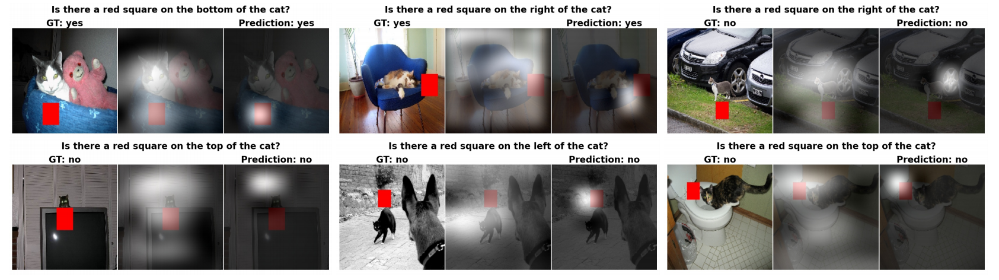 Is there a red square on the bottom of the cat?
GT: yes
Prediction: yes
Is there a red square on the right of the cat?
GT: yes
Prediction: yes
Is there a red square on the right of the cat?
GT: no
Prediction: no
Is there a red square on the top of the cat?
GT: no
Prediction: no
Is there a red square on the left of the cat?
GT: no
Prediction: no
Is there a red square on the top of the cat?
GT: no
Prediction: no